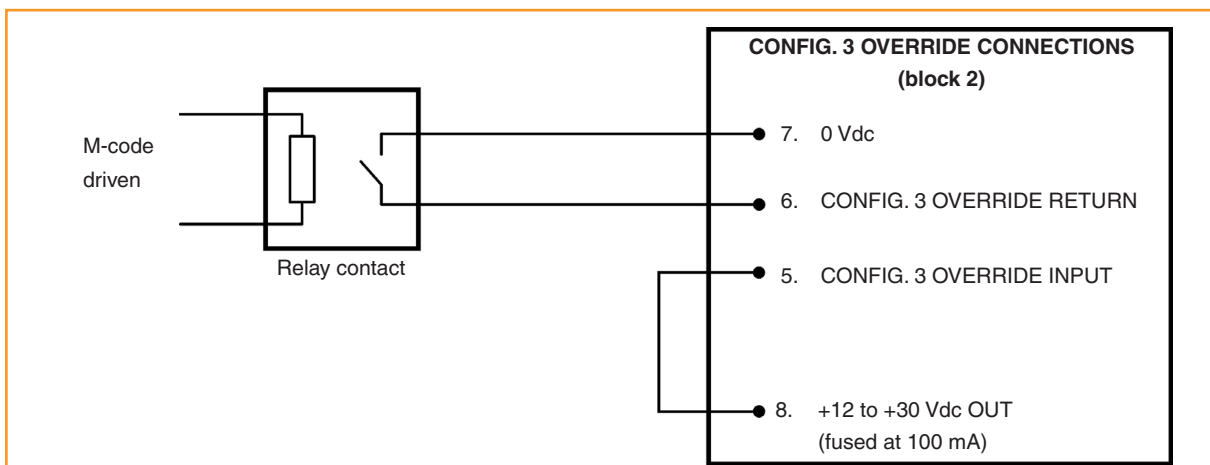 CONFIG. 3 OVERRIDE CONNECTIONS
(block 2)
M-code
driven
Relay contact
7. 0 Vdc
6. CONFIG. 3 OVERRIDE RETURN
5. CONFIG. 3 OVERRIDE INPUT
8. +12 to +30 Vdc OUT
(fused at 100 mA)